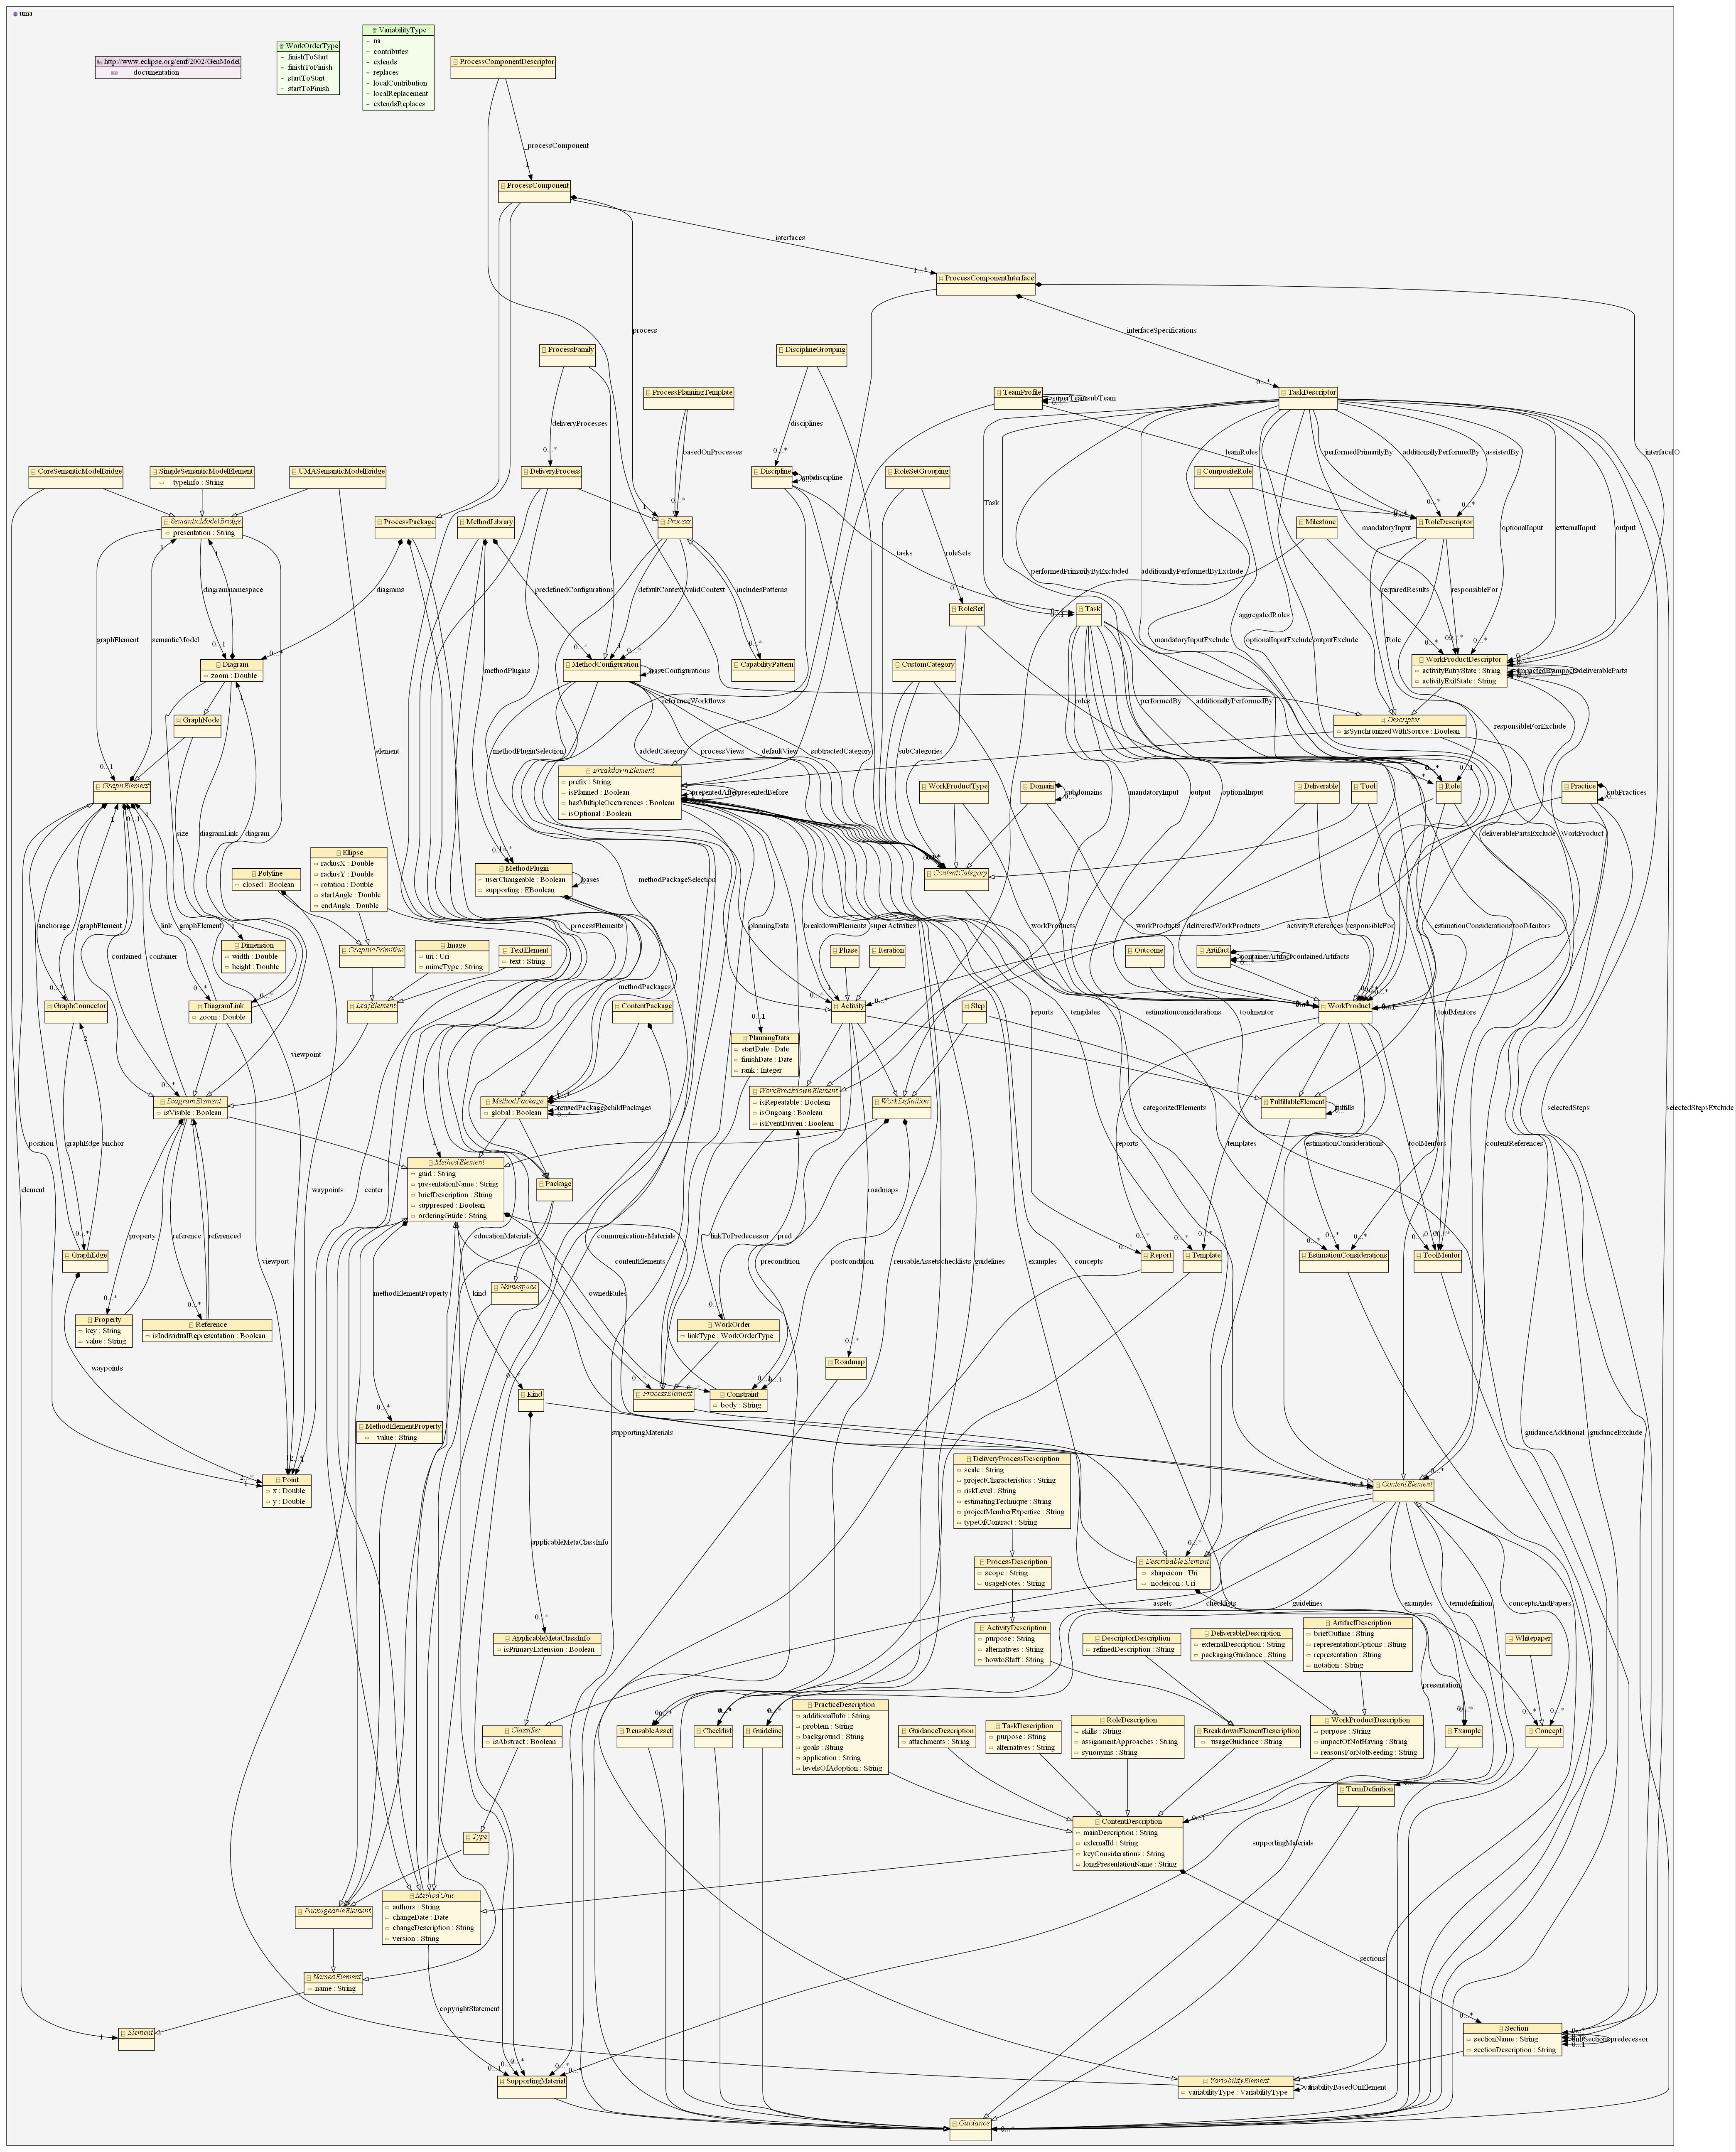 uma
VariabilityType
na
contributes
extends
replaces
localContribution
localReplacement
extendsReplaces
WorkOrderType
finishToStart
finishToFinish
startToStart
startToFinish
http://www.eclipse.org/emf/2002/GenModel
documentation
ProcessComponentDescriptor
_processComponent
1
ProcessComponent
interfaces
1...*
ProcessComponentInterface
process
interfaceSpecifications
0...*
ProcessFamily
DisciplineGrouping
ProcessPlanningTemplate
TeamProfile
TaskDescriptor
deliveryProcesses
disciplines
basedOnProcesses
teamRoles
performedPrimarilyBy
additionallyPerformedBy
assistedBy
interfaceIO
CoreSemanticModelBridge
SimpleSemanticModelElement
typeInfo : String
UMASemanticModelBridge
DeliveryProcess
Discipline
subdiscipline
RoleSetGrouping
CompositeRole
Task
SemanticModelBridge
presentation : String
ProcessPackage
MethodLibrary
Process
Milestone
RoleDescriptor
mandatoryInput
optionalInput
externalInput
output
tasks
roleSets
performedPrimarilyByExcluded
additionallyPerformedByExclude
diagram
namespace
diagrams
predefinedConfigurations
defaultContext
validContext
includesPatterns
requiredResults
responsibleFor
RoleSet
Task
aggregatedRoles
graphElement
semanticModel
mandatoryInputExclude
optionalInputExclude
outputExclude
Role
Diagram
zoom : Double
methodPlugins
MethodConfiguration
baseConfigurations
CapabilityPattern
CustomCategory
WorkProductDescriptor
activityEntryState : String
activityExitState : String
deliverableParts
referenceWorkflows
roles
performedBy
additionallyPerformedBy
GraphNode
Descriptor
isSynchronizedWithSource : Boolean
responsibleForExclude
element
methodPluginSelection
addedCategory
processViews
defaultView
subtractedCategory
subCategories
GraphElement
BreakdownElement
prefix : String
isPlanned : Boolean
hasMultipleOccurrences : Boolean
isOptional : Boolean
presentedAfter
presentedBefore
WorkProductType
Domain
subdomains
mandatoryInput
output
optionalInput
Deliverable
Tool
Role
Practice
subPractices
size
diagramLink
diagram
deliverablePartsExclude
WorkProduct
Ellipse
radiusX : Double
radiusY : Double
rotation : Double
startAngle : Double
endAngle : Double
Polyline
closed : Boolean
MethodPlugin
userChangeable : Boolean
supporting : EBoolean
bases
methodPackageSelection
ContentCategory
anchorage
graphElement
link
graphElement
processElements
planningData
breakdownElements
superActivities
workProducts
workProducts
deliveredWorkProducts
responsibleFor
activityReferences
estimationConsiderations
toolMentors
Dimension
width : Double
height : Double
GraphicPrimitive
Image
uri : Uri
mimeType : String
TextElement
text : String
Phase
Iteration
Outcome
Artifact
containerArtifact
containedArtifacts
contained
container
methodPackages
GraphConnector
DiagramLink
zoom : Double
LeafElement
ContentPackage
Activity
Step
WorkProduct
reports
templates
estimationconsiderations
toolmentor
toolMentors
PlanningData
startDate : Date
finishDate : Date
rank : Integer
viewpoint
DiagramElement
isVisible : Boolean
MethodPackage
global : Boolean
reusedPackages
childPackages
WorkBreakdownElement
isRepeatable : Boolean
isOngoing : Boolean
isEventDriven : Boolean
WorkDefinition
FulfillableElement
fulfills
categorizedElements
selectedSteps
selectedStepsExclude
position
graphEdge
anchor
reports
templates
estimationConsiderations
toolMentors
contentReferences
MethodElement
guid : String
presentationName : String
briefDescription : String
suppressed : Boolean
orderingGuide : String
Package
element
waypoints
center
roadmaps
property
reference
referenced
educationMaterials
communicationsMaterials
linkToPredecessor
pred
GraphEdge
viewport
contentElements
precondition
postcondition
reusableAssets
checklists
guidelines
examples
concepts
Report
Template
EstimationConsiderations
ToolMentor
methodElementProperty
kind
Namespace
ownedRules
Property
key : String
value : String
Reference
isIndividualRepresentation : Boolean
WorkOrder
linkType : WorkOrderType
waypoints
Roadmap
Kind
ProcessElement
Constraint
body : String
MethodElementProperty
value : String
supportingMaterials
guidanceAdditional
guidanceExclude
Point
x : Double
y : Double
DeliveryProcessDescription
scale : String
projectCharacteristics : String
riskLevel : String
estimatingTechnique : String
projectMemberExpertise : String
typeOfContract : String
ContentElement
applicableMetaClassInfo
ProcessDescription
scope : String
usageNotes : String
DescribableElement
shapeicon : Uri
nodeicon : Uri
assets
checklists
guidelines
examples
termdefinition
conceptsAndPapers
ApplicableMetaClassInfo
isPrimaryExtension : Boolean
ActivityDescription
purpose : String
alternatives : String
howtoStaff : String
DescriptorDescription
refinedDescription : String
DeliverableDescription
externalDescription : String
packagingGuidance : String
ArtifactDescription
briefOutline : String
representationOptions : String
representation : String
notation : String
Whitepaper
presentation
Classifier
isAbstract : Boolean
ReusableAsset
Checklist
Guideline
PracticeDescription
additionalInfo : String
problem : String
background : String
goals : String
application : String
levelsOfAdoption : String
GuidanceDescription
attachments : String
TaskDescription
purpose : String
alternatives : String
RoleDescription
skills : String
assignmentApproaches : String
synonyms : String
BreakdownElementDescription
usageGuidance : String
WorkProductDescription
purpose : String
impactOfNotHaving : String
reasonsForNotNeeding : String
Example
Concept
TermDefinition
Type
ContentDescription
mainDescription : String
externalId : String
keyConsiderations : String
longPresentationName : String
supportingMaterials
PackageableElement
MethodUnit
authors : String
changeDate : Date
changeDescription : String
version : String
sections
NamedElement
name : String
copyrightStatement
Element
Section
sectionName : String
sectionDescription : String
subSections
predecessor
SupportingMaterial
VariabilityElement
variabilityType : VariabilityType
variabilityBasedOnElement
Guidance
0...*